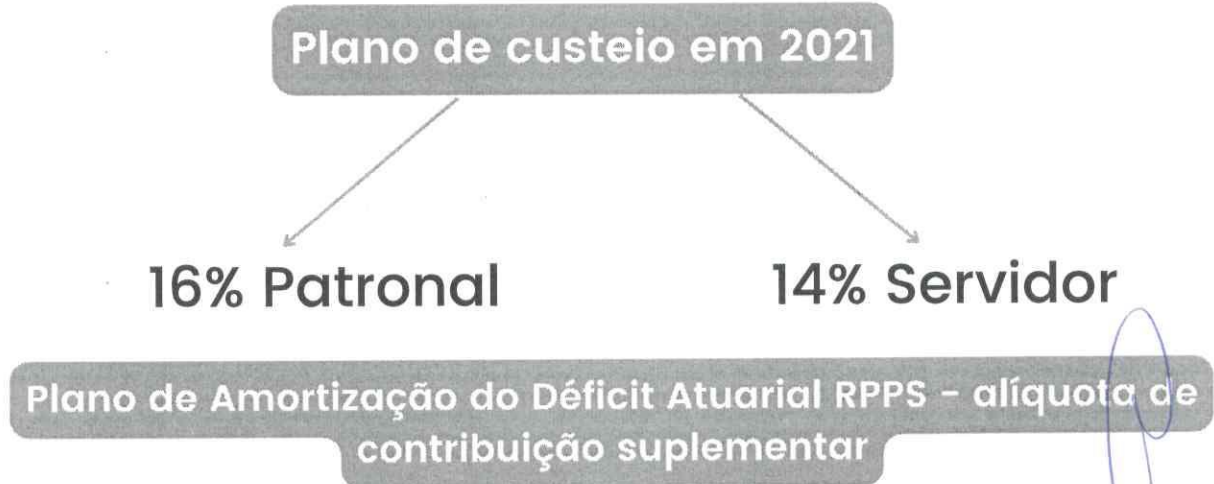 Plano de custeio em 2021
16% Patronal
14% Servidor
Plano de Amortização do Déficit Atuarial RPPS - alíquota de
contribuição suplementar